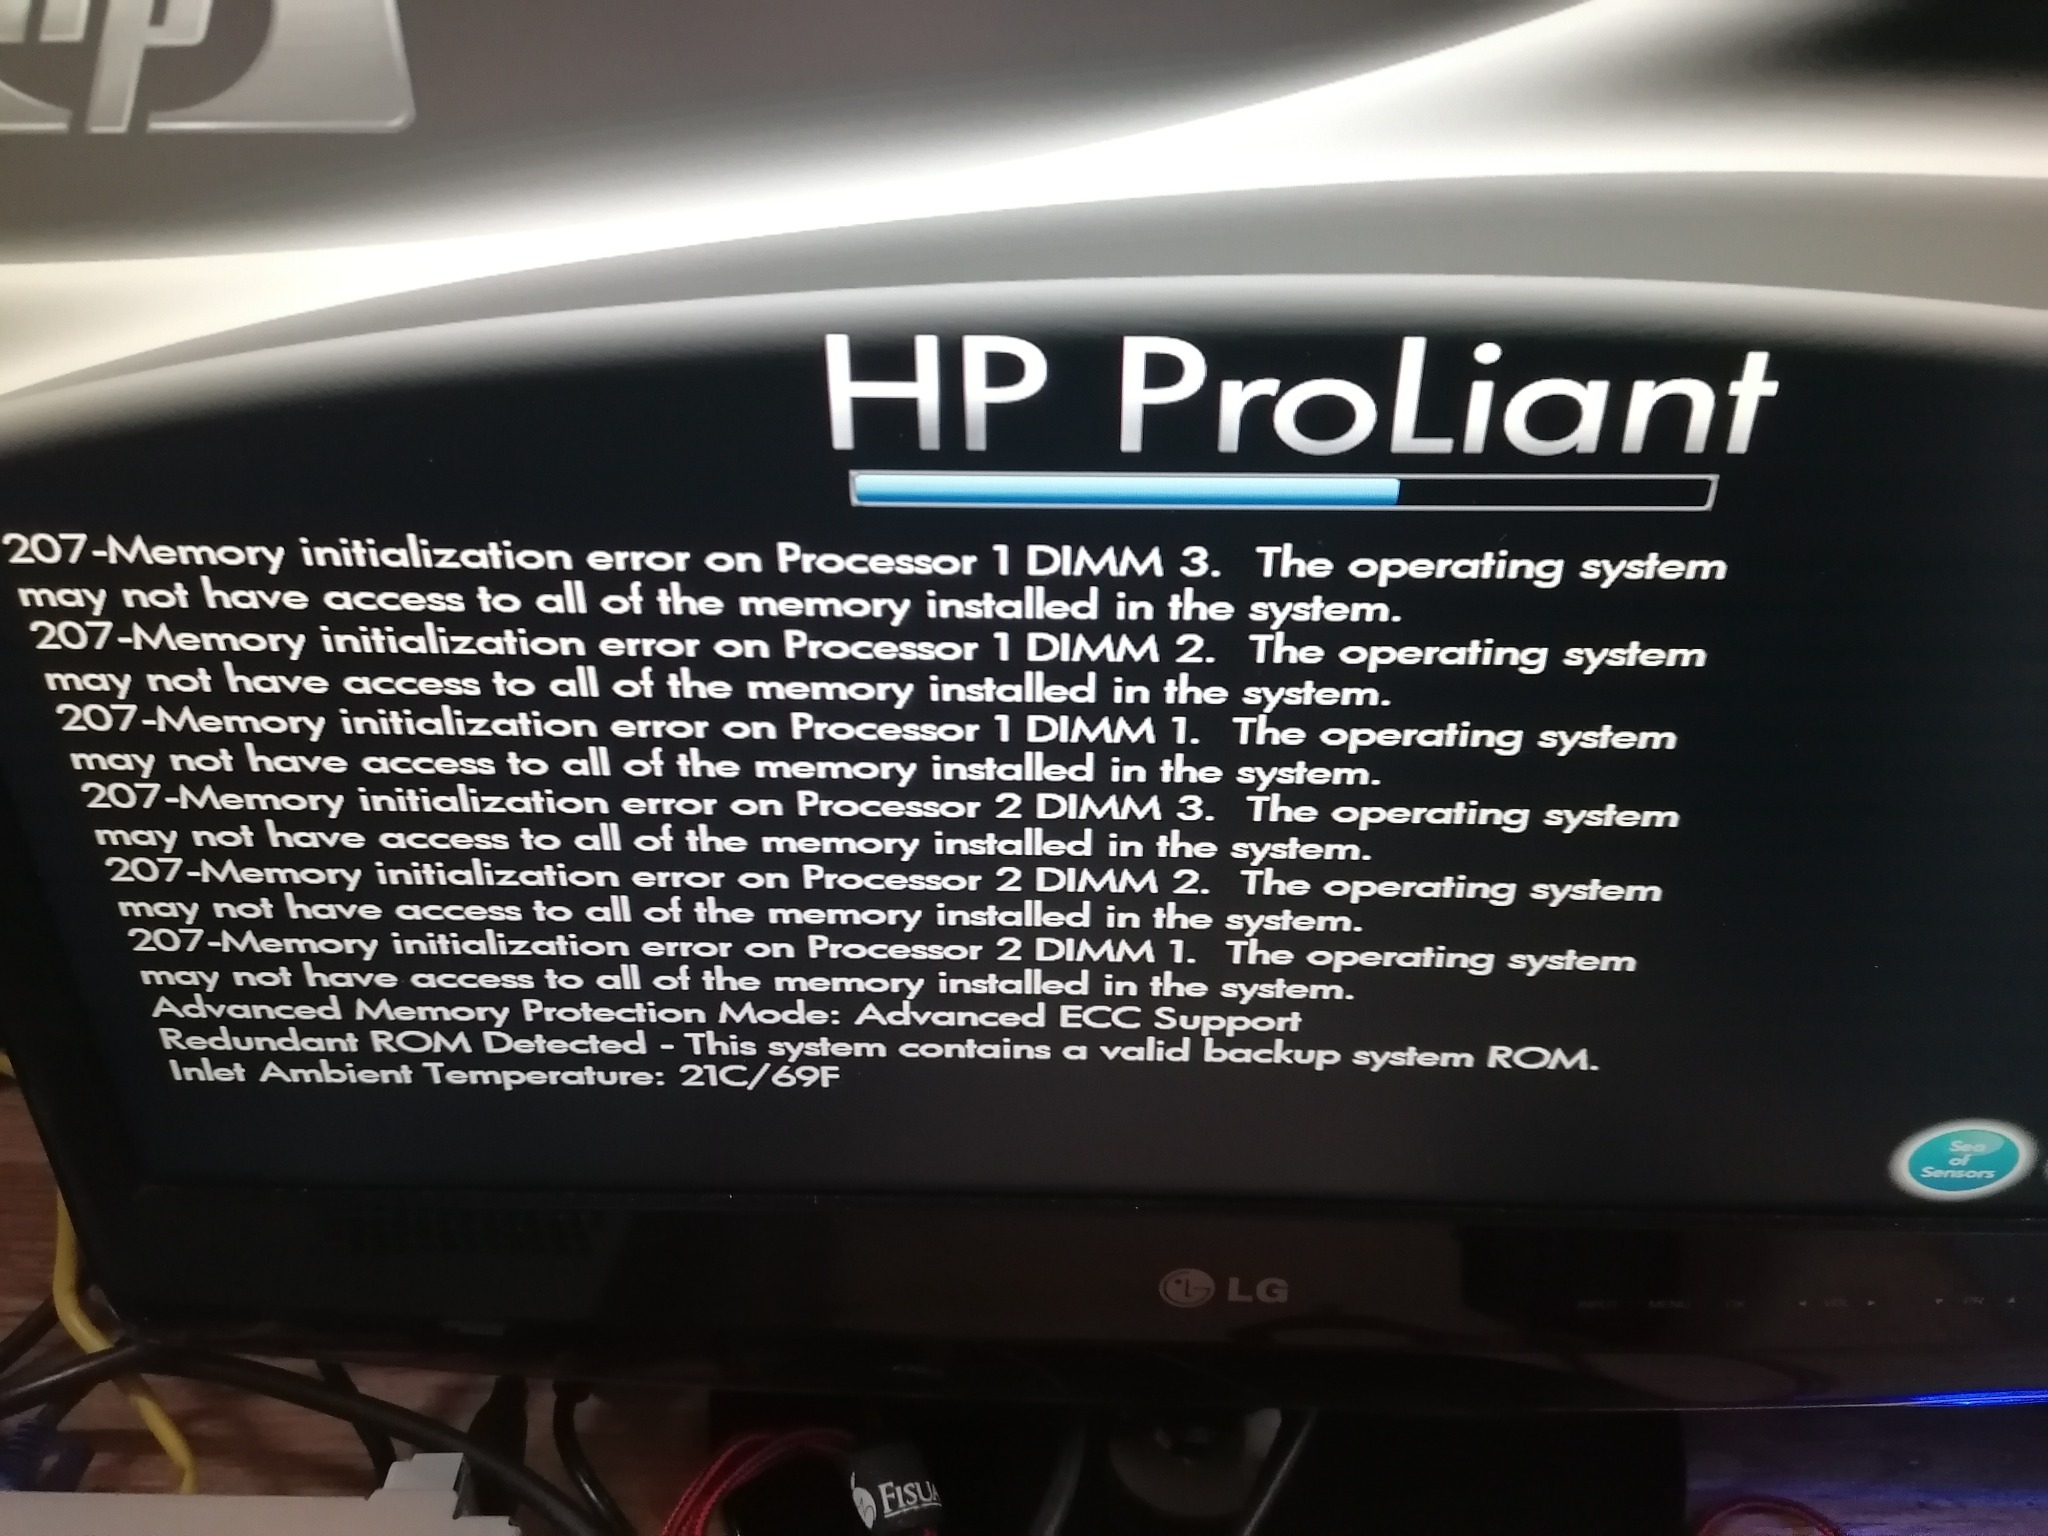 hp
HP ProLiant
207-Memory initialization error on Processor 1 DIMM 3. The operating system
may not have access to all of the memory installed in the system.
207-Memory initialization error on Processor 1 DIMM 2. The operating system
may not have access to all of the memory installed in the system.
207-Memory initialization error on Processor 1 DIMM 1. The operating system
may not have access to all of the memory installed in the system.
207-Memory initialization error on Processor 2 DIMM 3. The operating system
may not have access to all of the memory installed in the system.
207-Memory initialization error on Processor 2 DIMM 2. The operating system
may not have access to all of the memory installed in the system.
207-Memory initialization error on Processor 2 DIMM 1. The operating system
may not have access to all of the memory installed in the system.
Advanced Memory Protection Mode: Advanced ECC Support
Redundant ROM Detected - This system contains a valid backup system ROM.
Inlet Ambient Temperature: 21C/69F
Sea
of
Sensors
LG
FISUA